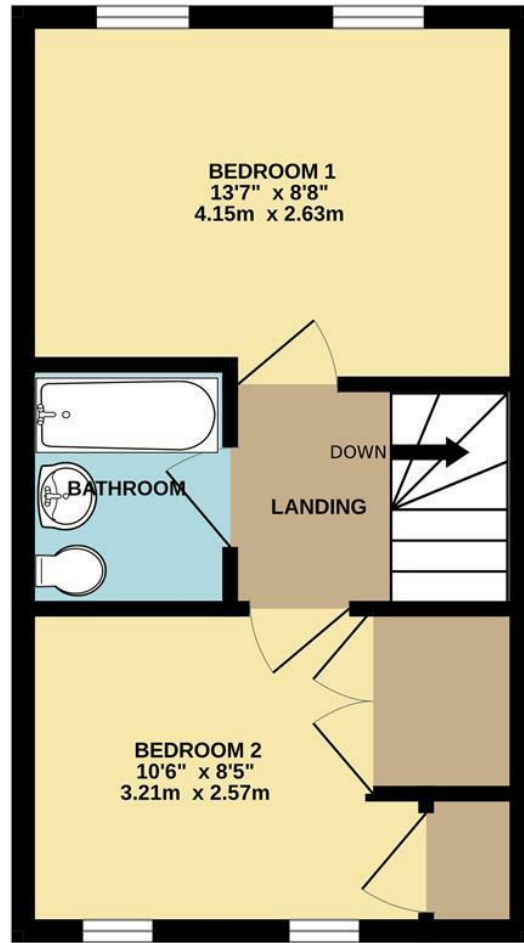 BEDROOM 1
13'7" x 8'8"
4.15m x 2.63m
DOWN
BATHROOM
LANDING
BEDROOM 2
10'6" x 8'5"
3.21m x 2.57m